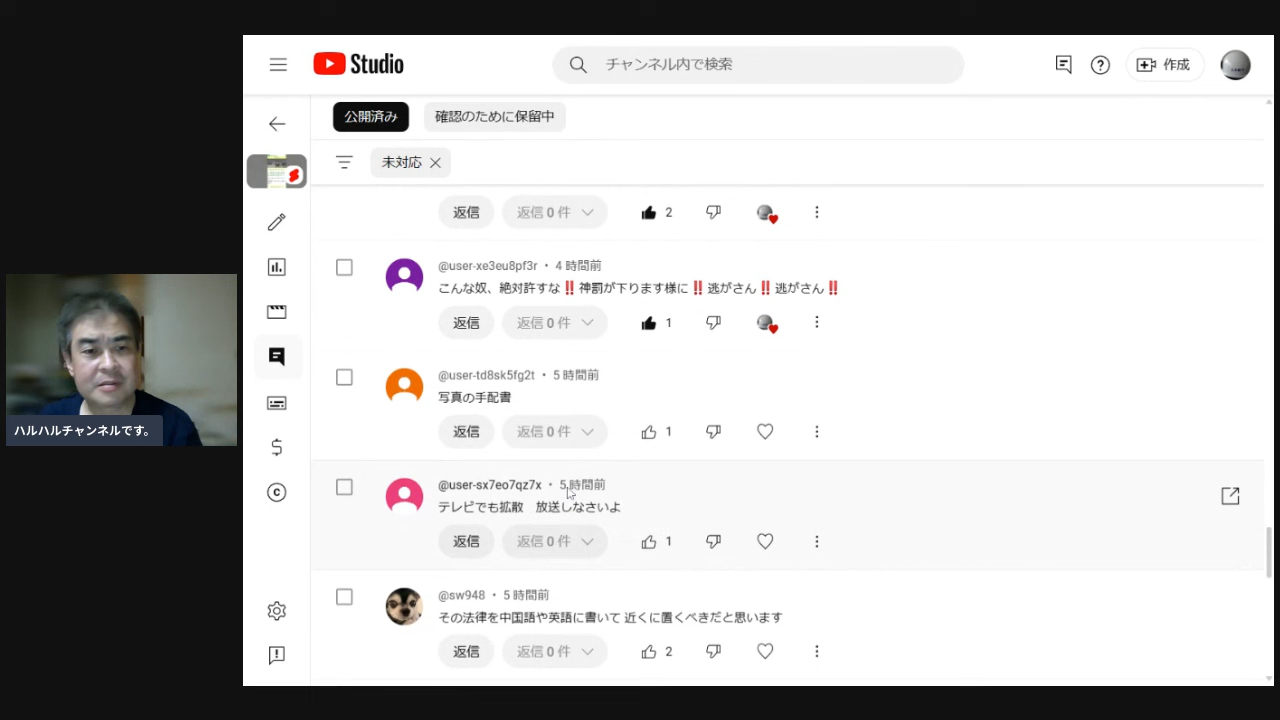 Studio
チャンネル内で検索
作成
公開済み
確認のために保留中
未対応
返信
返信 0 件
2
@user-xe3eu8pf3r • 4 時間前
こんな奴、絶対許すな‼️神罰が下ります様に‼️逃がさん‼️逃がさん‼️
返信
返信 0 件
1
@user-td8sk5fg2t • 5 時間前
写真の手配書
返信
返信 0 件
1
@user-sx7eo7qz7x • 5 時間前
テレビでも拡散　放送しなさいよ
返信
返信 0 件
1
@sw948 • 5 時間前
その法律を中国語や英語に書いて 近くに置くべきだと思います
返信
返信 0 件
2
ハルハルチャンネルです。